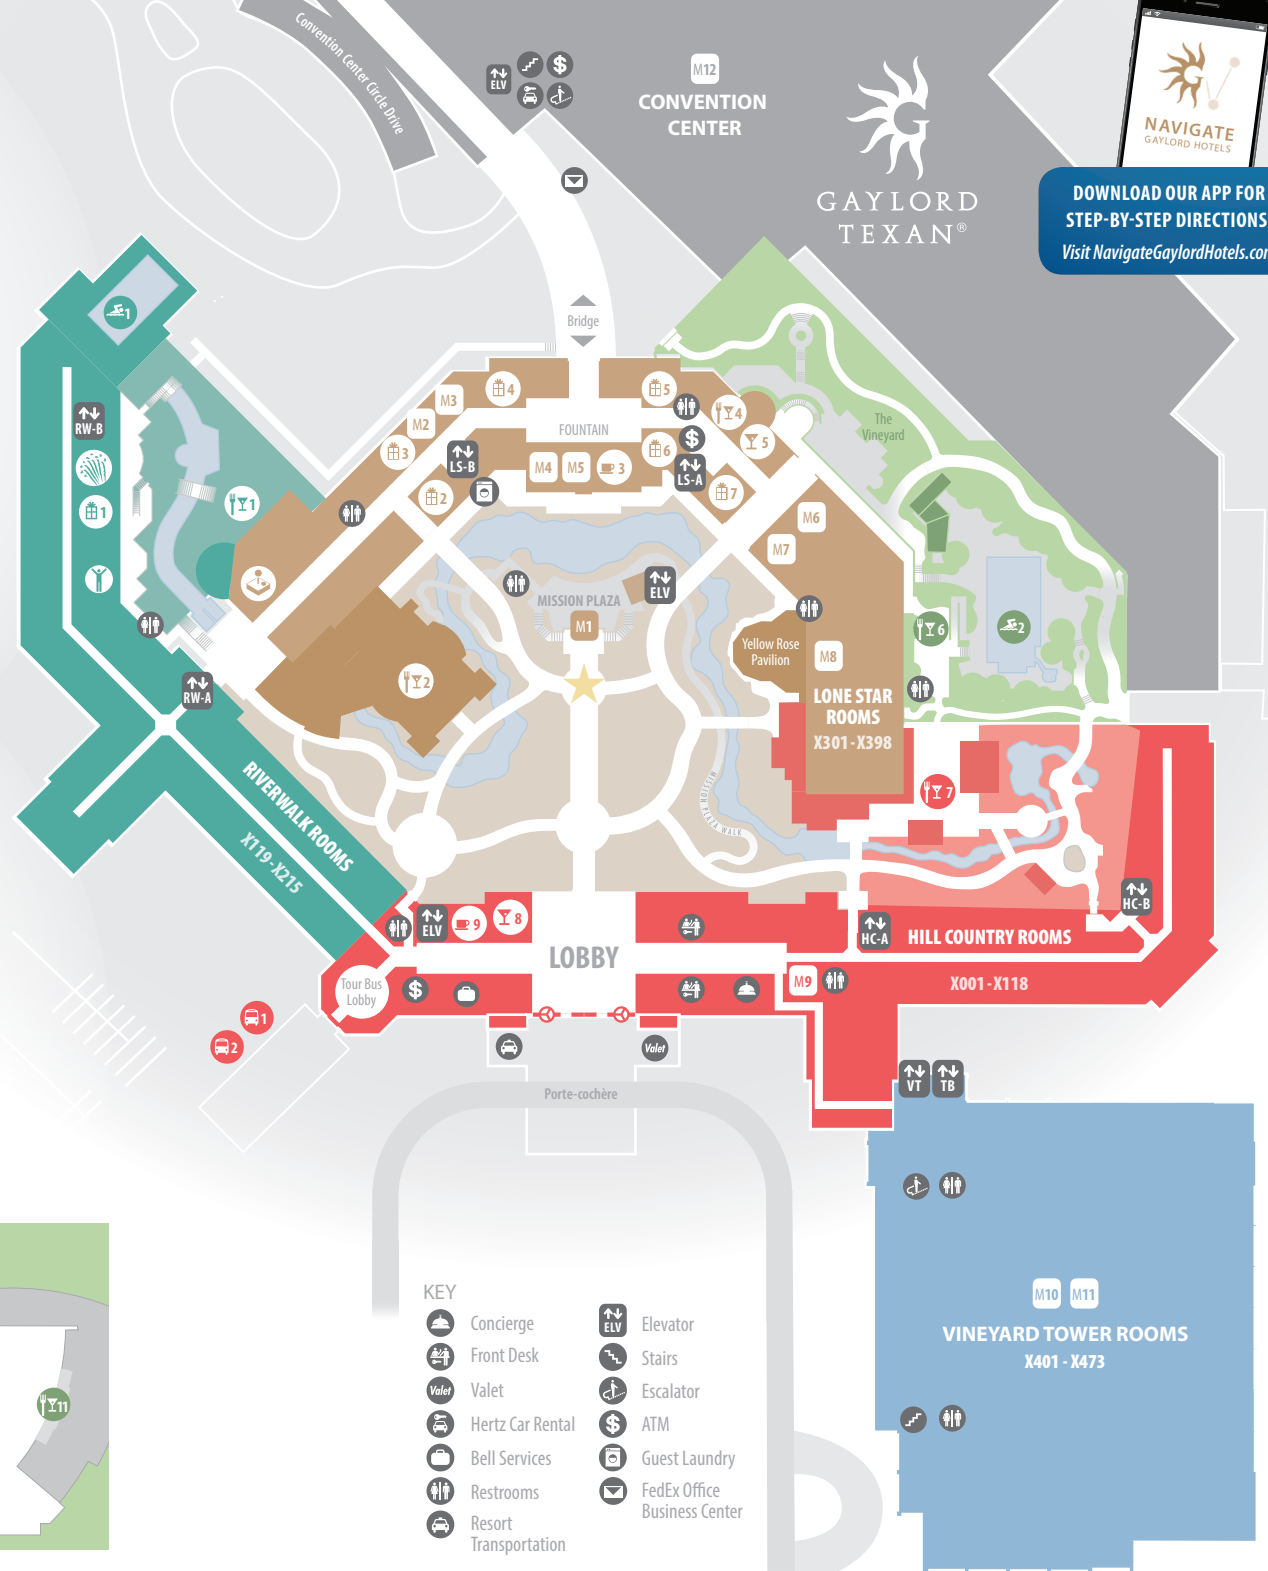 Convention Center Circle Drive
ELV
$
M12
CONVENTION
CENTER
G
GAYLORD
TEXAN®
NAVIGATE
GAYLORD HOTELS
DOWNLOAD OUR APP FOR
STEP-BY-STEP DIRECTIONS
Visit NavigateGaylordHotels.com
1
Bridge
M3
4
5
M2
4
FOUNTAIN
The
Vineyard
RW-B
3
LS-B
6
$
5
M4
M5
3
LS-A
2
7
1
1
M6
M7
MISSION PLAZA
ELV
M1
6
2
Yellow Rose
Pavilion
M8
2
RW-A
LONE STAR
ROOMS
X301 - X398
RIVERWALK ROOMS
X119 - X215
MISSION PLAZA WALK
7
HC-B
ELV
9
8
HC-A
HILL COUNTRY ROOMS
LOBBY
Tour Bus
Lobby
$
M9
X001 - X118
1
2
Valet
VT
TB
Porte-cochère
M10
M11
VINEYARD TOWER ROOMS
X401 - X473
11
KEY
Concierge
Front Desk
Valet
Valet
Hertz Car Rental
Bell Services
Restrooms
Resort
Transportation
ELV
Elevator
Stairs
Escalator
$
ATM
Guest Laundry
FedEx Office
Business Center